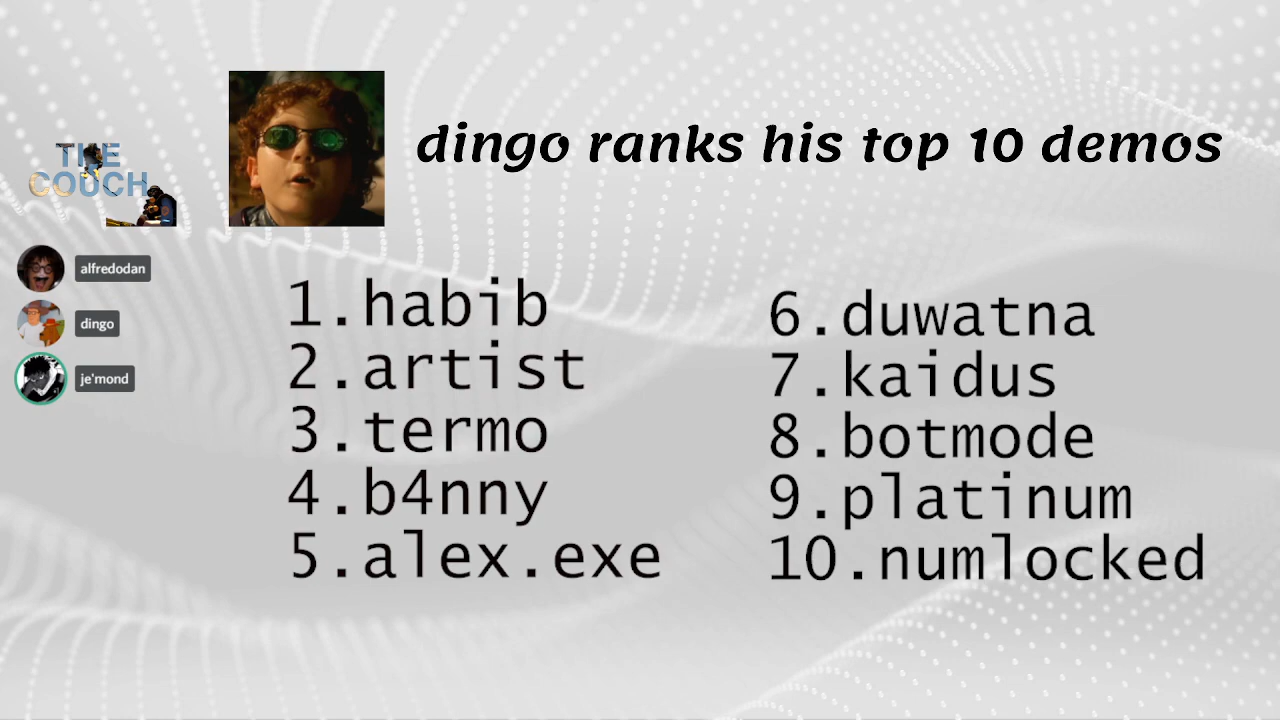 dingo ranks his top 10 demos
THE
COUCH
alfredodan
dingo
je'mond
1.habib
2.artist
3.termo
4.b4nny
5.alex.exe
6.duwatna
7.kaidus
8.botmode
9.platinum
10.numlocked